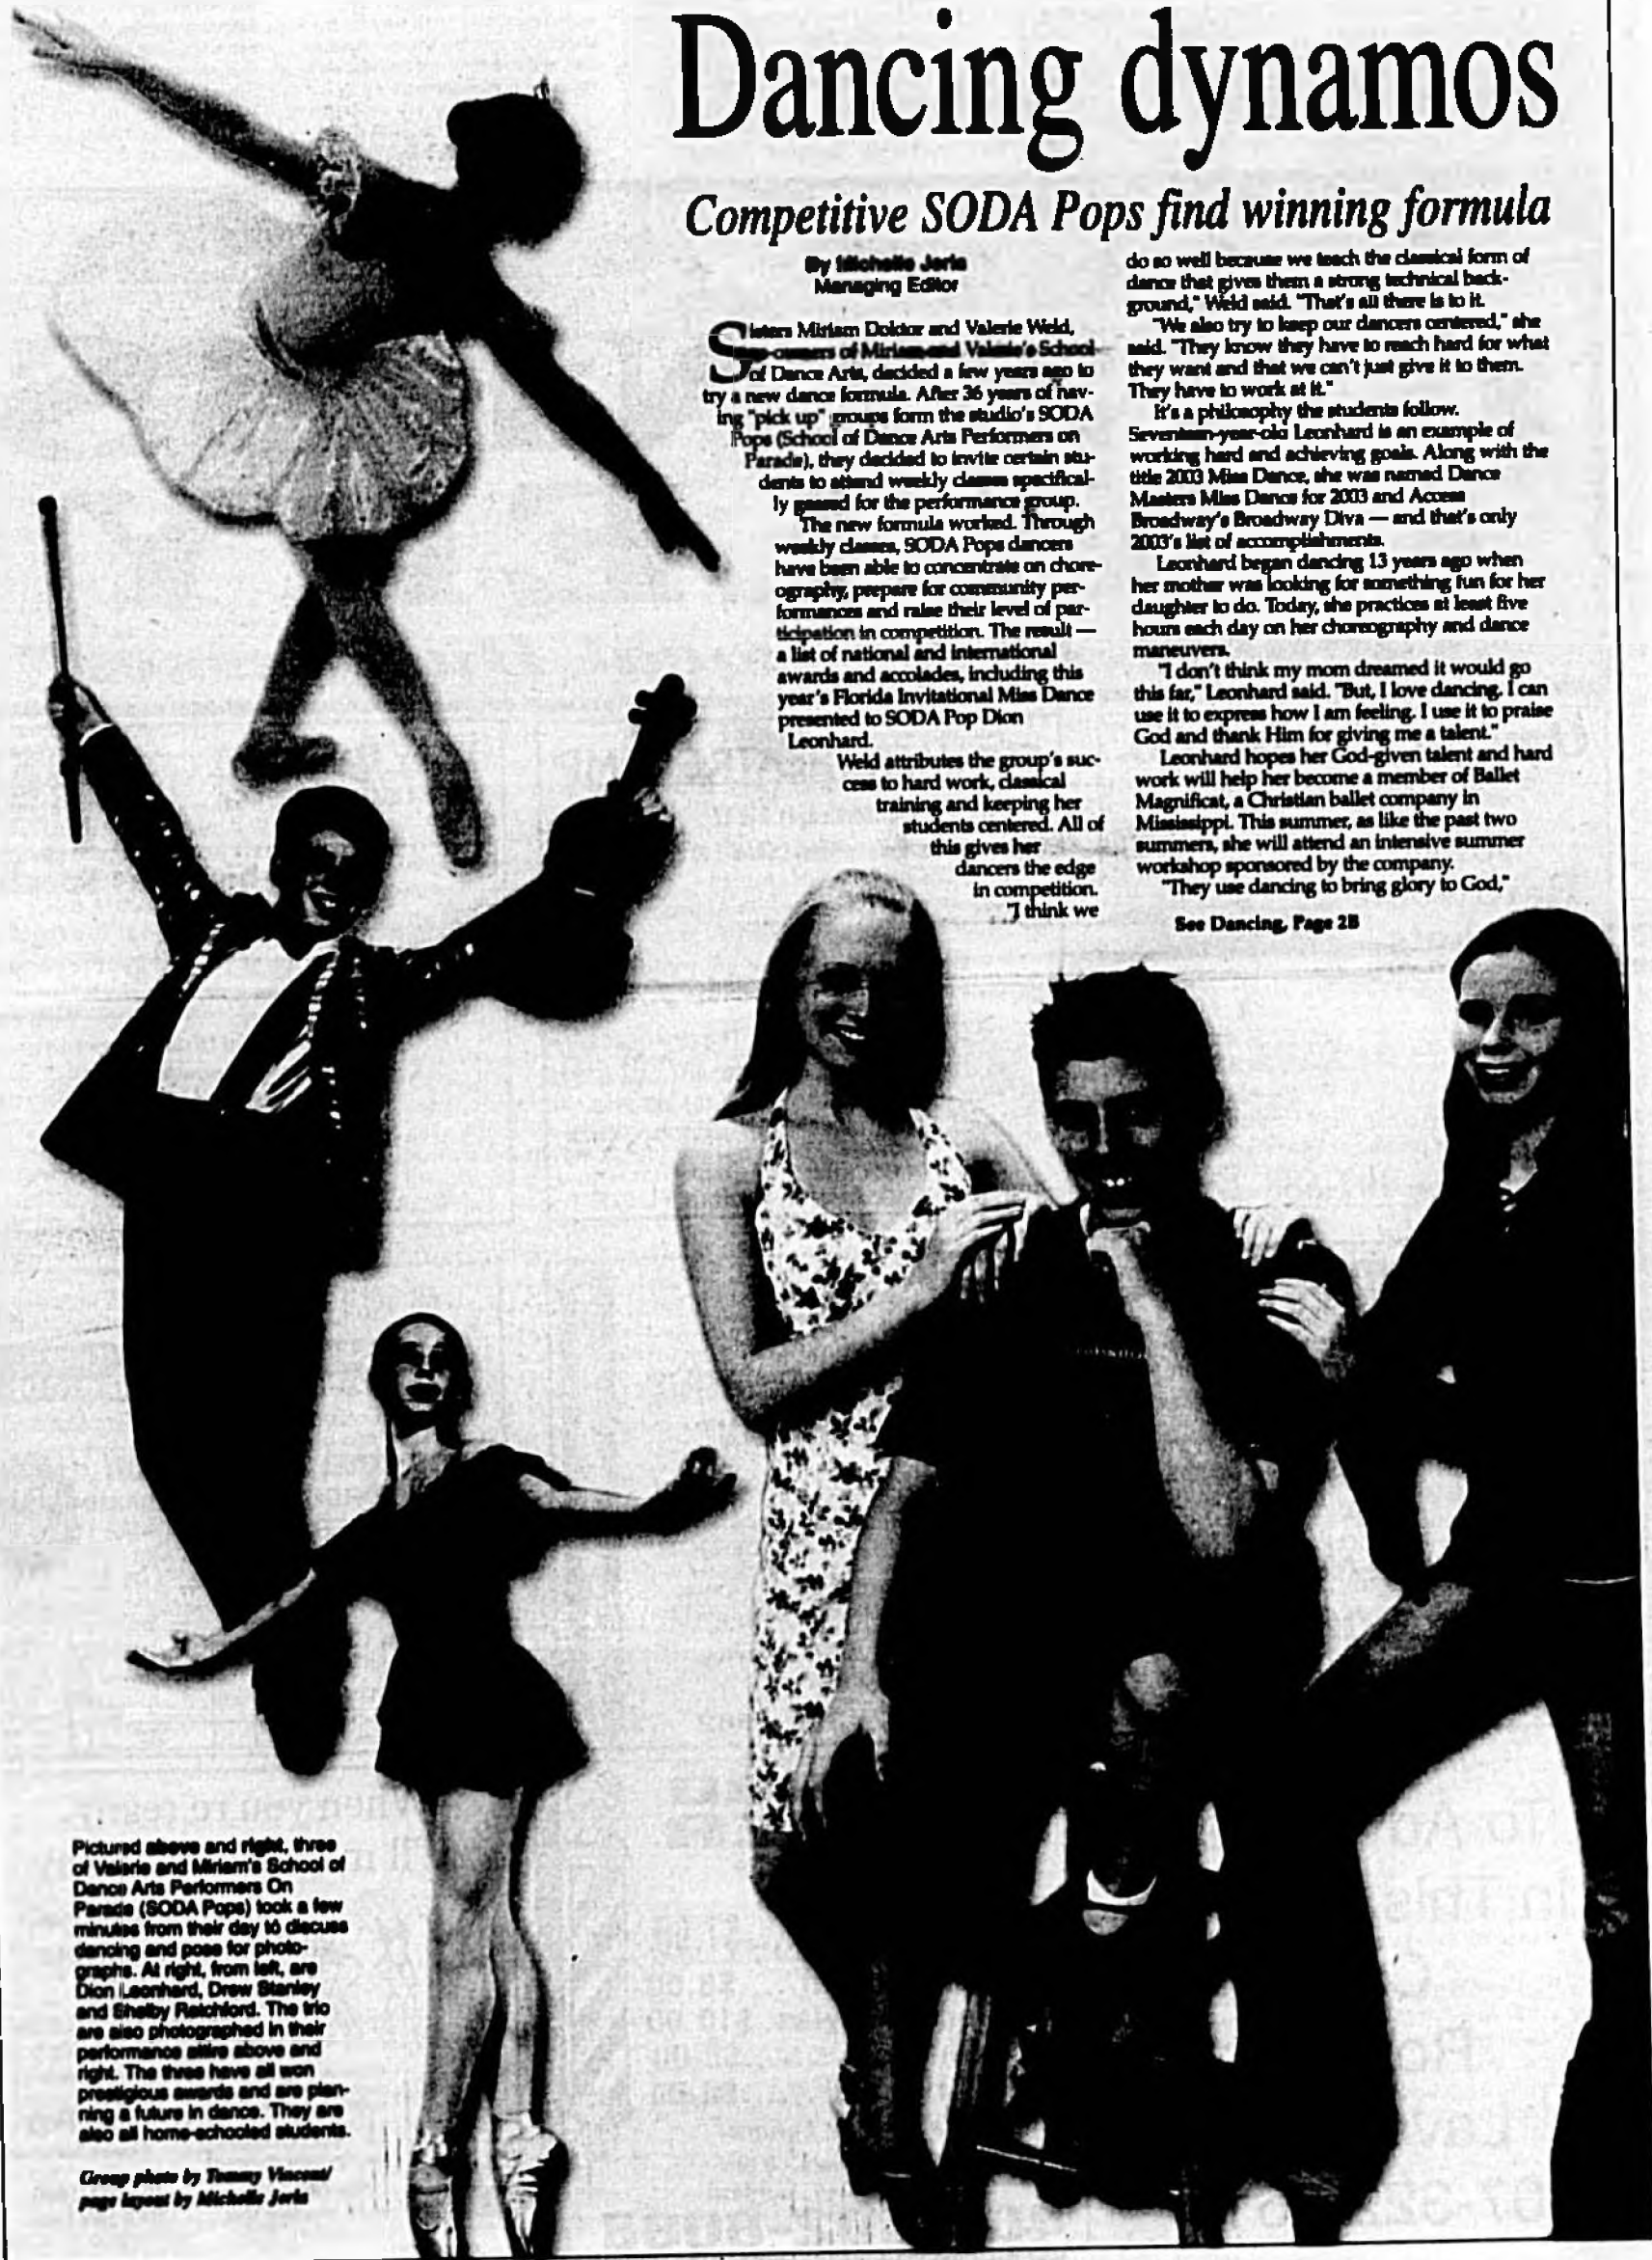 Dancing dynamos
Competitive SODA Pops find winning formula
By Michelle Jerla
Managing Editor
Sisters Miriam Doktor and Valerie Weld,
co-owners of Miriam and Valerie's School
of Dance Arts, decided a few years ago to
try a new dance formula. After 36 years of hav-
ing "pick up" groups form the studio's SODA
Pops (School of Dance Arts Performers on
Parade), they decided to invite certain stu-
dents to attend weekly classes specifical-
ly geared for the performance group.
The new formula worked. Through
weekly classes, SODA Pops dancers
have been able to concentrate on chore-
ography, prepare for community per-
formances and raise their level of par-
ticipation in competition. The result —
a list of national and international
awards and accolades, including this
year's Florida Invitational Miss Dance
presented to SODA Pop Dion
Leonhard.
Weld attributes the group's suc-
cess to hard work, classical
training and keeping her
students centered. All of
this gives her
dancers the edge
in competition.
"I think we
do so well because we teach the classical form of
dance that gives them a strong technical back-
ground," Weld said. "That's all there is to it.
"We also try to keep our dancers centered," she
said. "They know they have to reach hard for what
they want and that we can't just give it to them.
They have to work at it."
It's a philosophy the students follow.
Seventeen-year-old Leonhard is an example of
working hard and achieving goals. Along with the
title 2003 Miss Dance, she was named Dance
Masters Miss Dance for 2003 and Access
Broadway's Broadway Diva — and that's only
2003's list of accomplishments.
Leonhard began dancing 13 years ago when
her mother was looking for something fun for her
daughter to do. Today, she practices at least five
hours each day on her choreography and dance
maneuvers.
"I don't think my mom dreamed it would go
this far," Leonhard said. "But, I love dancing. I can
use it to express how I am feeling. I use it to praise
God and thank Him for giving me a talent."
Leonhard hopes her God-given talent and hard
work will help her become a member of Ballet
Magnificat, a Christian ballet company in
Mississippi. This summer, as like the past two
summers, she will attend an intensive summer
workshop sponsored by the company.
"They use dancing to bring glory to God,"
See Dancing, Page 2B
Pictured above and right, three
of Valerie and Miriam's School of
Dance Arts Performers On
Parade (SODA Pops) took a few
minutes from their day to discuss
dancing and pose for photo-
graphs. At right, from left, are
Dion Leonhard, Drew Stanley
and Shelby Ratchford. The trio
are also photographed in their
performance attire above and
right. The three have all won
prestigious awards and are plan-
ning a future in dance. They are
also all home-schooled students.
Group photo by Tommy Vincent/
page layout by Michelle Jerla